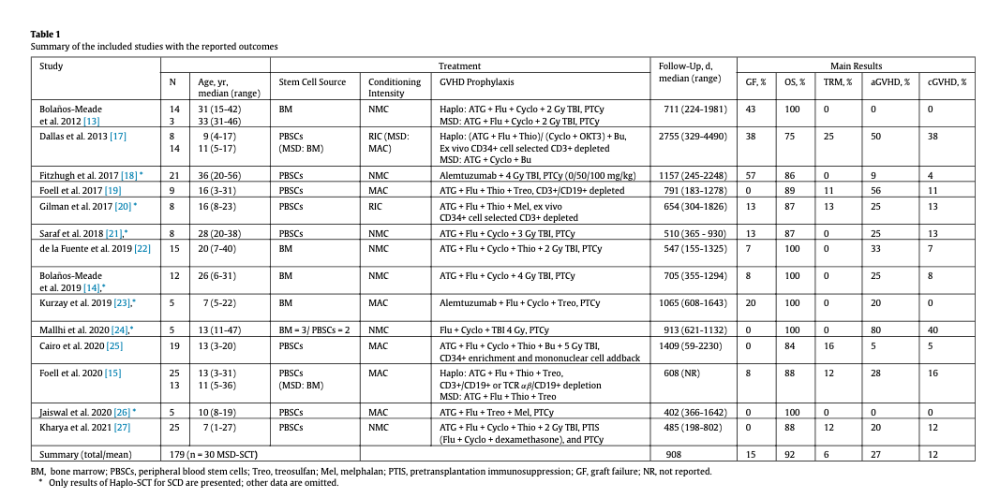 Table 1
Summary of the included studies with the reported outcomes
Study Treatment Follow-Up, d, median (range) Main Results
N Age, yr, median (range) Stem Cell Source Conditioning Intensity GVHD Prophylaxis GF, % OS, % TRM, % aGVHD, % cGVHD, %
Bolaños-Meade 14 31 (15-42) BM NMC Haplo: ATG + Flu + Cyclo + 2 Gy TBI, PTCy 711 (224-1981) 43 100 0 0 0
et al. 2012 [13] 3 33 (31-46) MSD: ATG + Flu + Cyclo + 2 Gy TBI, PTCy
Dallas et al. 2013 [17] 8 9 (4-17) PBSCs RIC (MSD: Haplo: (ATG + Flu + Thio)/ (Cyclo + OKT3) + Bu, 2755 (329-4490) 38 75 25 50 38
14 11 (5-17) (MSD: BM) MAC) Ex vivo CD34+ cell selected CD3+ depleted
MSD: ATG + Cyclo + Bu
Fitzhugh et al. 2017 [18] * 21 36 (20-56) PBSCs NMC Alemtuzumab + 4 Gy TBI, PTCy (0/50/100 mg/kg) 1157 (245-2248) 57 86 0 9 4
Foell et al. 2017 [19] 9 16 (3-31) PBSCs NMC ATG + Flu + Thio + Treo, CD3+/CD19+ depleted 791 (183-1278) 0 89 11 56 11
Gilman et al. 2017 [20] * 8 16 (8-23) PBSCs RIC ATG + Flu + Thio + Mel, ex vivo 654 (304-1826) 13 87 13 25 13
CD34+ cell selected CD3+ depleted
Saraf et al. 2018 [21],* 8 28 (20-38) PBSCs NMC ATG + Flu + Cyclo + 3 Gy TBI, PTCy 510 (365 - 930) 13 87 0 25 13
de la Fuente et al. 2019 [22] 15 20 (7-40) BM NMC ATG + Flu + Cyclo + Thio + 2 Gy TBI, PTCy 547 (155-1325) 7 100 0 33 7
Bolaños-Meade 12 26 (6-31) BM NMC ATG + Flu + Cyclo + 4 Gy TBI, PTCy 705 (355-1294) 8 100 0 25 8
et al. 2019 [14],*
Kurzay et al. 2019 [23],* 5 7 (5-22) BM MAC Alemtuzumab + Flu + Cyclo + Treo, PTCy 1065 (608-1643) 20 100 0 20 0
Mallhi et al. 2020 [24],* 5 13 (11-47) BM = 3/ PBSCs = 2 NMC Flu + Cyclo + TBI 4 Gy, PTCy 913 (621-1132) 0 100 0 80 40
Cairo et al. 2020 [25] 19 13 (3-20) PBSCs MAC ATG + Flu + Cyclo + Thio + Bu + 5 Gy TBI, 1409 (59-2230) 0 84 16 5 5
CD34+ enrichment and mononuclear cell addback
Foell et al. 2020 [15] 25 13 (3-31) PBSCs MAC Haplo: ATG + Flu + Thio + Treo, 608 (NR) 8 88 12 28 16
13 11 (5-36) (MSD: BM) CD3+/CD19+ or TCR αβ/CD19+ depletion
MSD: ATG + Flu + Thio + Treo
Jaiswal et al. 2020 [26] * 5 10 (8-19) PBSCs MAC ATG + Flu + Treo + Mel, PTCy 402 (366-1642) 0 100 0 0 0
Kharya et al. 2021 [27] 25 7 (1-27) PBSCs NMC ATG + Flu + Cyclo + Thio + 2 Gy TBI, PTIS 485 (198-802) 0 88 12 20 12
(Flu + Cyclo + dexamethasone), and PTCy
Summary (total/mean) 179 (n = 30 MSD-SCT) 908 15 92 6 27 12
BM, bone marrow; PBSCs, peripheral blood stem cells; Treo, treosulfan; Mel, melphalan; PTIS, pretransplantation immunosuppression; GF, graft failure; NR, not reported.
* Only results of Haplo-SCT for SCD are presented; other data are omitted.